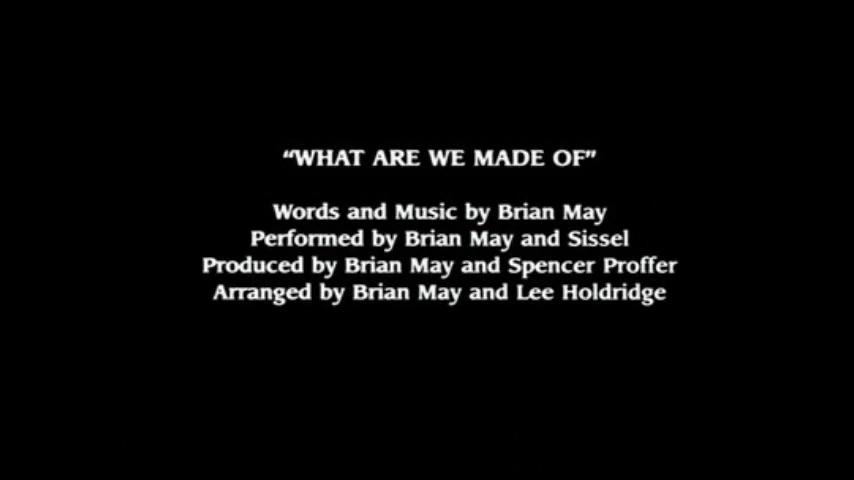 “WHAT ARE WE MADE OF”
Words and Music by Brian May
Performed by Brian May and Sissel
Produced by Brian May and Spencer Proffer
Arranged by Brian May and Lee Holdridge